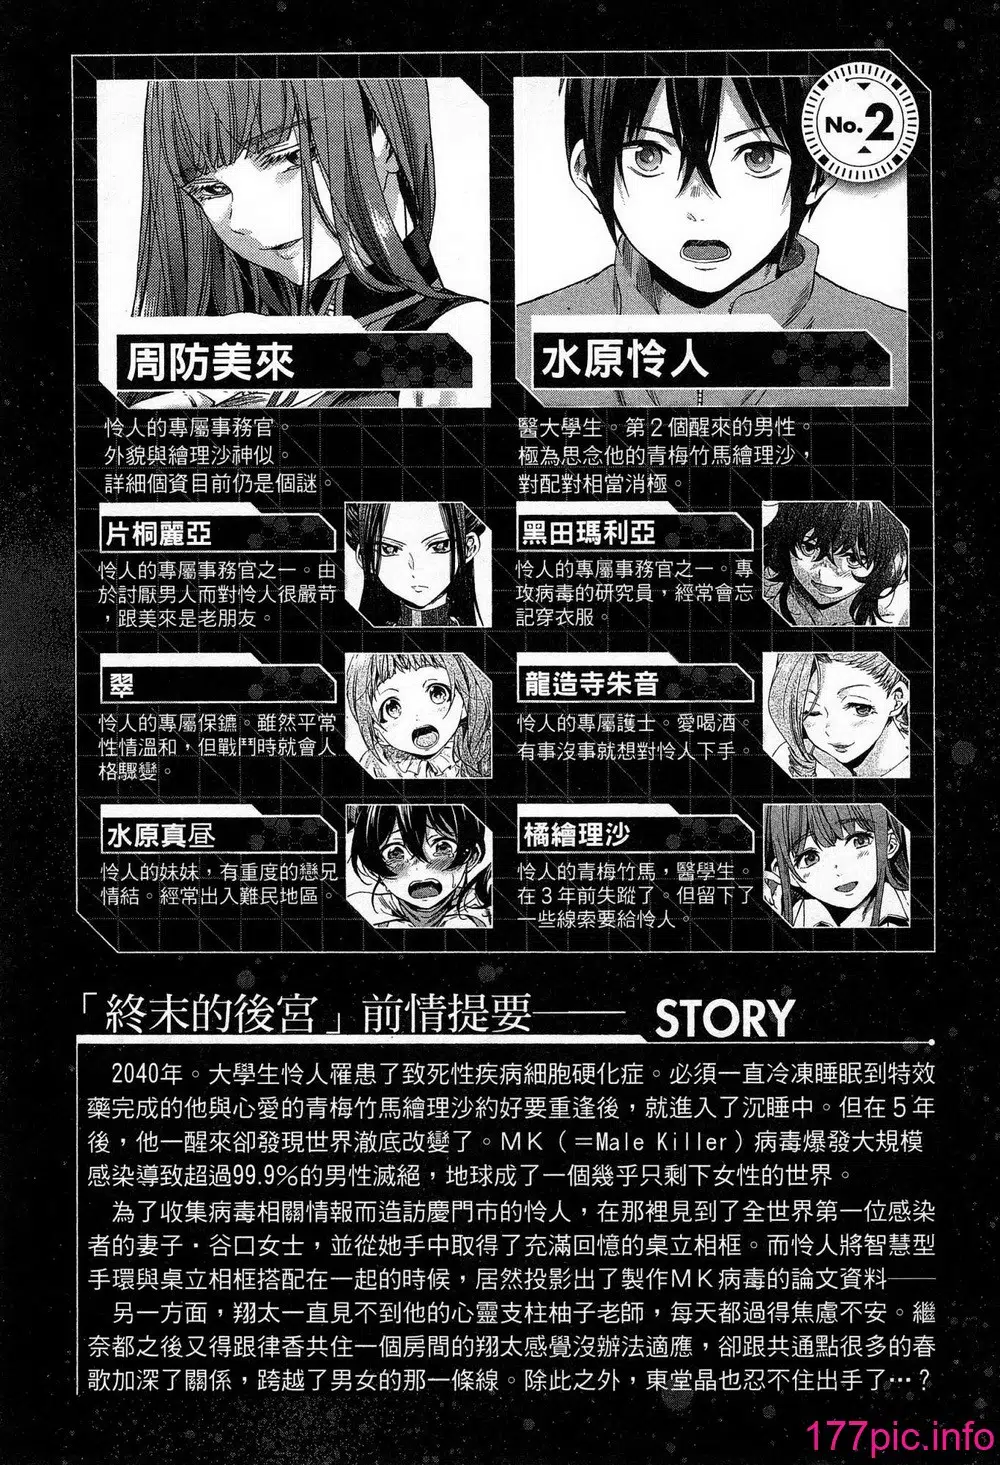 No.2
周防美來
怜人的專屬事務官。
外貌與繪理沙神似。
詳細個資目前仍是個謎。
水原怜人
醫大學生。第２個醒來的男性。
極為思念他的青梅竹馬繪理沙，
對配對相當消極。
片桐麗亞
怜人的專屬事務官之一。由
於討厭男人而對怜人很嚴苛
，跟美來是老朋友。
黑田瑪利亞
怜人的專屬事務官之一。專
攻病毒的研究員，經常會忘
記穿衣服。
翠
怜人的專屬保鑣。雖然平常
性情溫和，但戰鬥時就會人
格驟變。
龍造寺朱音
怜人的專屬護士。愛喝酒。
有事沒事就想對怜人下手。
水原真昼
怜人的妹妹，有重度的戀兄
情結。經常出入難民地區。
橘繪理沙
怜人的青梅竹馬，醫學生。
在３年前失蹤了。但留下了
一些線索要給怜人。
「終末的後宮」前情提要—— STORY
2040年。大學生怜人罹患了致死性疾病細胞硬化症。必須一直冷凍睡眠到特效
藥完成的他與心愛的青梅竹馬繪理沙約好要重逢後，就進入了沉睡中。但在５年
後，他一醒來卻發現世界澈底改變了。ＭＫ（＝Male Killer）病毒爆發大規模
感染導致超過99.9％的男性滅絕，地球成了一個幾乎只剩下女性的世界。
為了收集病毒相關情報而造訪慶門市的怜人，在那裡見到了全世界第一位感染
者的妻子・谷口女士，並從她手中取得了充滿回憶的桌立相框。而怜人將智慧型
手環與桌立相框搭配在一起的時候，居然投影出了製作ＭＫ病毒的論文資料——
另一方面，翔太一直見不到他的心靈支柱柚子老師，每天都過得焦慮不安。繼
奈都之後又得跟律香共住一個房間的翔太感覺沒辦法適應，卻跟共通點很多的春
歌加深了關係，跨越了男女的那一條線。除此之外，東堂晶也忍不住出手了…？
177pic.info